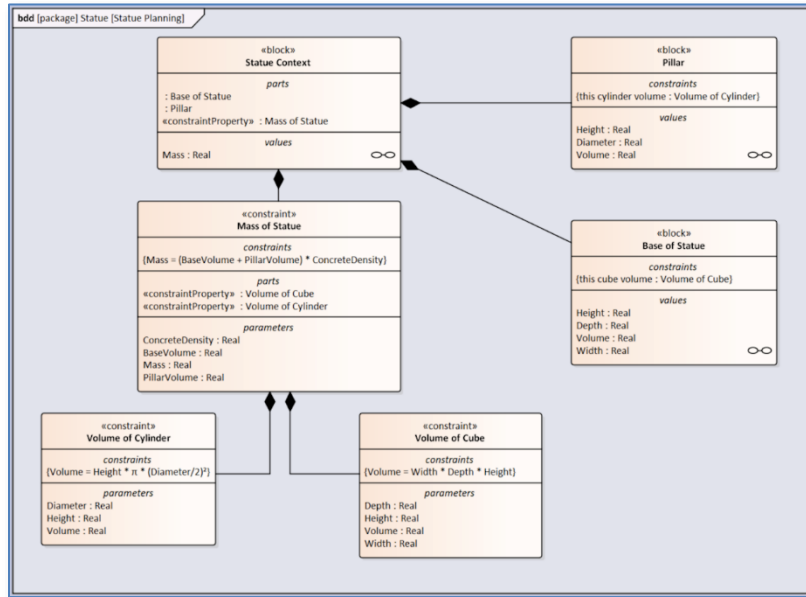 bdd [package] Statue [Statue Planning]
«block»
Statue Context
parts
: Base of Statue
: Pillar
«constraintProperty» : Mass of Statue
values
Mass : Real
«block»
Pillar
constraints
{this cylinder volume : Volume of Cylinder}
values
Height : Real
Diameter : Real
Volume : Real
«constraint»
Mass of Statue
constraints
{Mass = (BaseVolume + PillarVolume) * ConcreteDensity}
parts
«constraintProperty» : Volume of Cube
«constraintProperty» : Volume of Cylinder
parameters
ConcreteDensity : Real
BaseVolume : Real
Mass : Real
PillarVolume : Real
«block»
Base of Statue
constraints
{this cube volume : Volume of Cube}
values
Height : Real
Depth : Real
Volume : Real
Width : Real
«constraint»
Volume of Cylinder
constraints
{Volume = Height * π * (Diameter/2)²}
parameters
Diameter : Real
Height : Real
Volume : Real
«constraint»
Volume of Cube
constraints
{Volume = Width * Depth * Height}
parameters
Depth : Real
Height : Real
Volume : Real
Width : Real